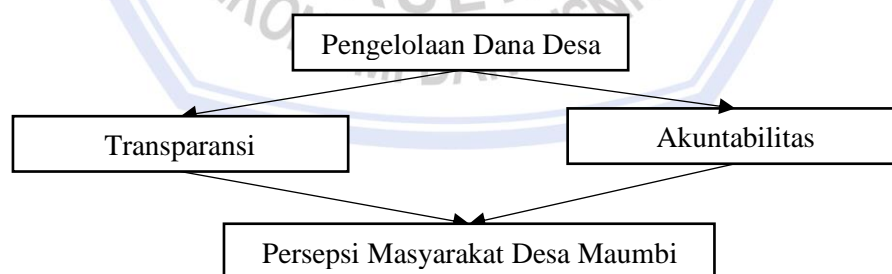 Pengelolaan Dana Desa
Transparansi
Akuntabilitas
Persepsi Masyarakat Desa Maumbi